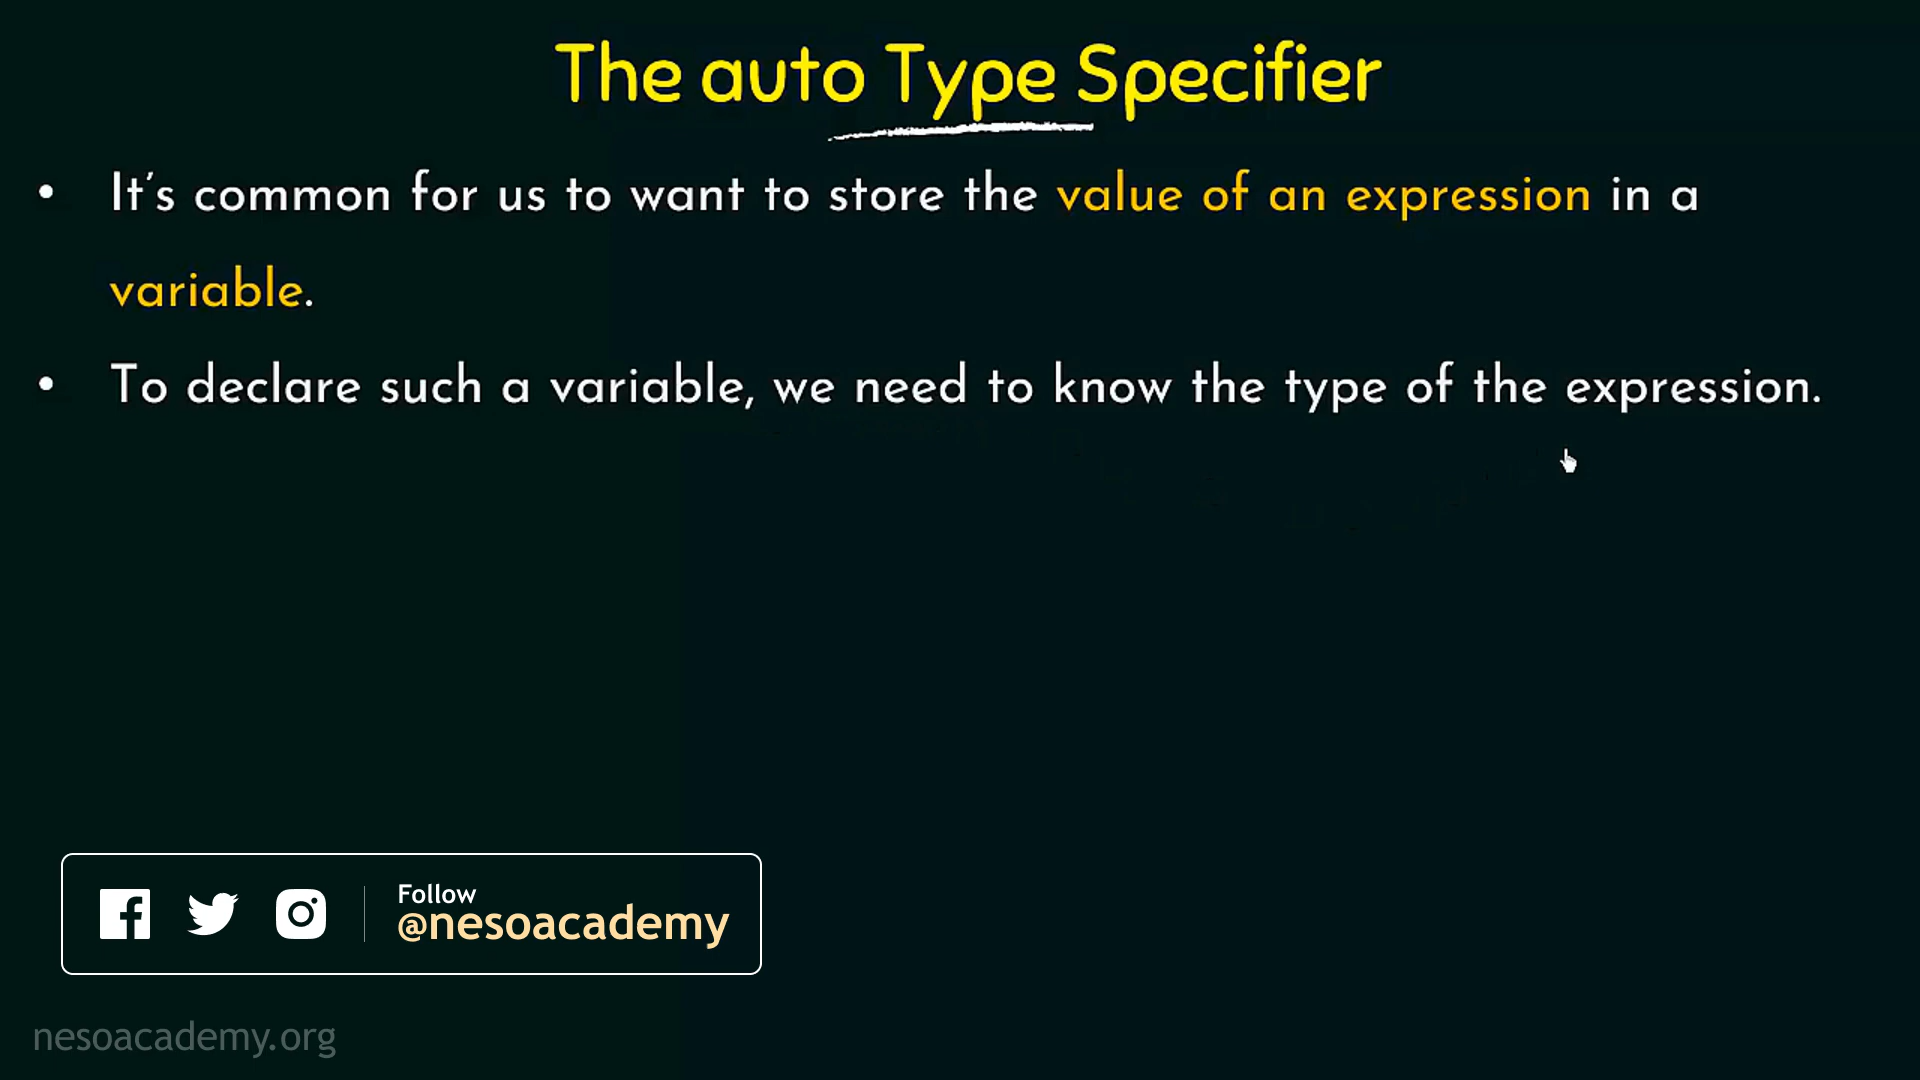 The auto Type Specifier
• It’s common for us to want to store the value of an expression in a
variable.
• To declare such a variable, we need to know the type of the expression.
Follow
@nesoacademy
nesoacademy.org